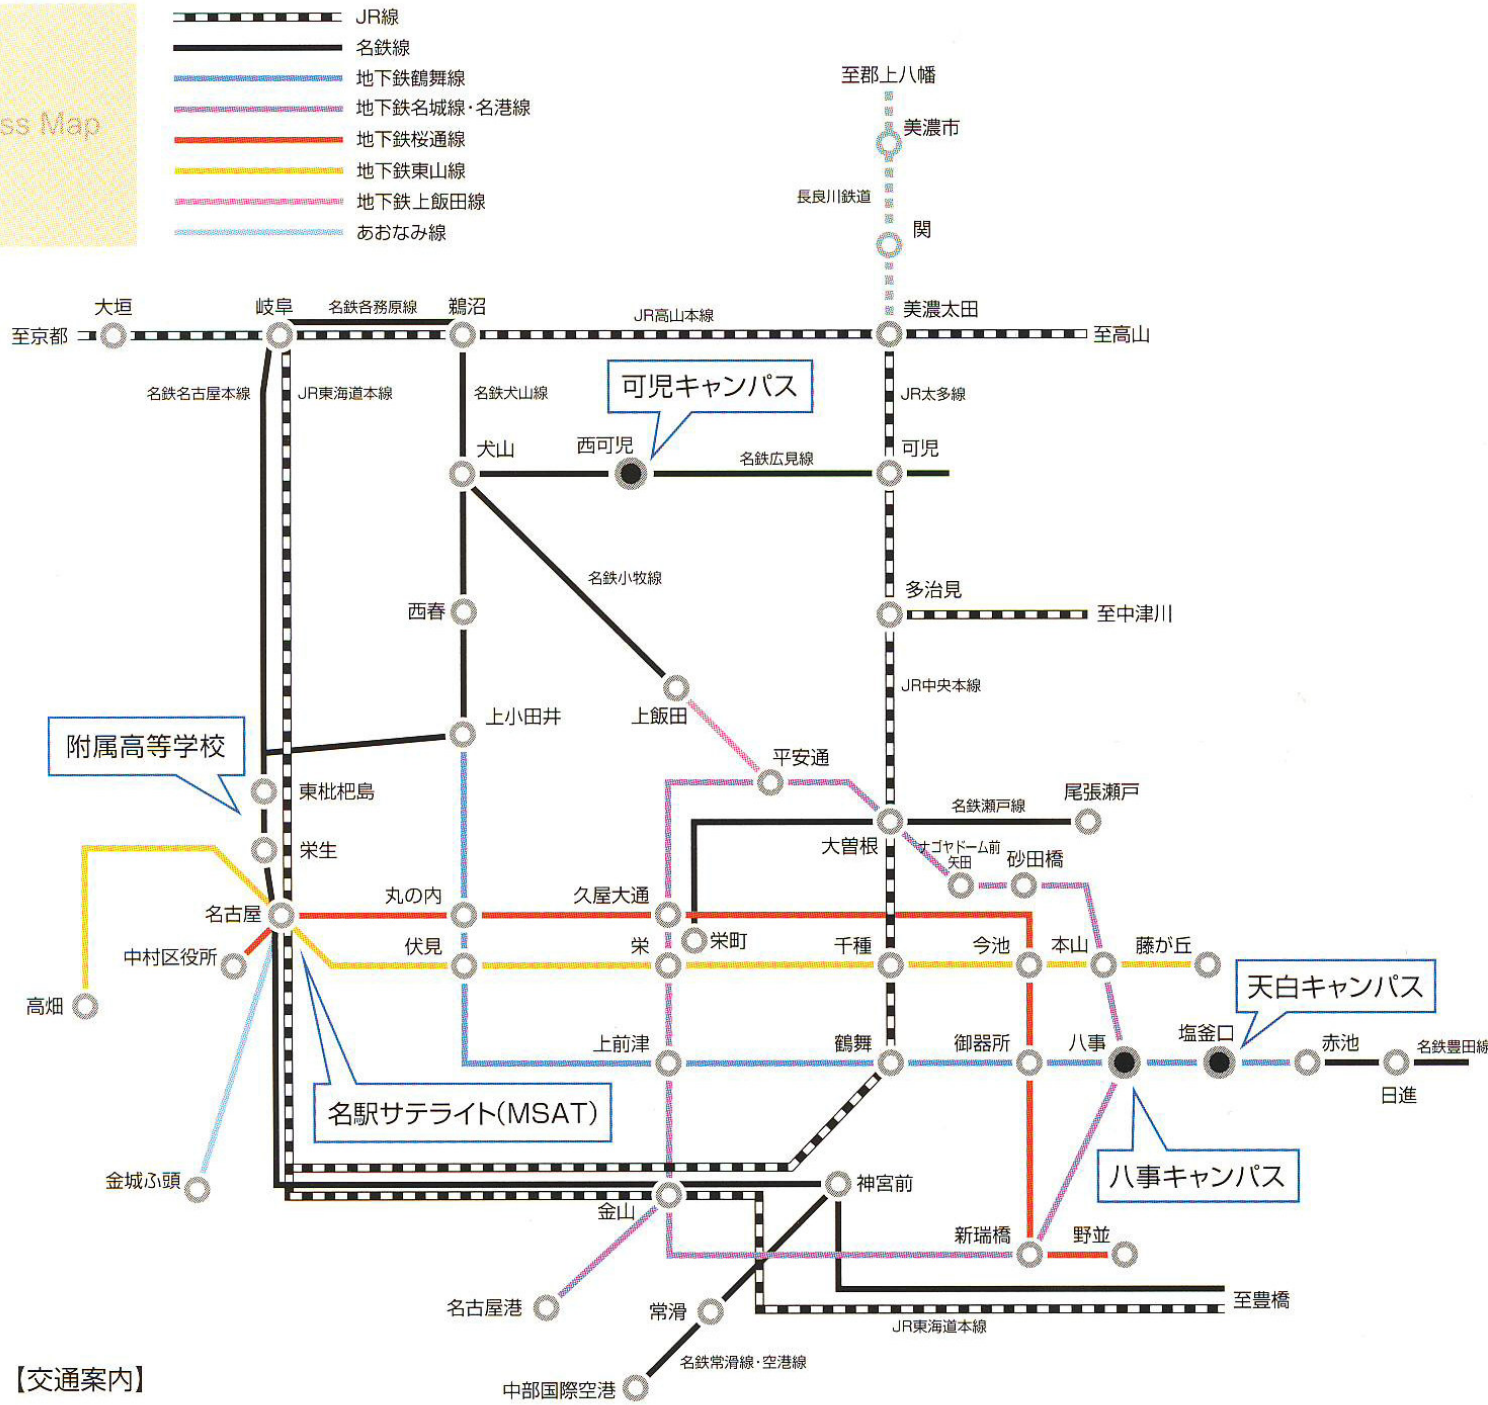 ss Map
JR線
名鉄線
地下鉄鶴舞線
地下鉄名城線・名港線
地下鉄桜通線
地下鉄東山線
地下鉄上飯田線
あおなみ線
至郡上八幡
美濃市
長良川鉄道
関
大垣
岐阜
名鉄各務原線
鵜沼
JR高山本線
美濃太田
至京都
至高山
名鉄名古屋本線
JR東海道本線
名鉄犬山線
可児キャンパス
JR太多線
犬山
西可児
名鉄広見線
可児
名鉄小牧線
西春
多治見
至中津川
JR中央本線
上飯田
上小田井
附属高等学校
平安通
東枇杷島
名鉄瀬戸線
尾張瀬戸
大曽根
ナゴヤドーム前
矢田
砂田橋
栄生
丸の内
久屋大通
名古屋
中村区役所
伏見
栄
栄町
千種
今池
本山
藤が丘
高畑
天白キャンパス
上前津
鶴舞
御器所
八事
塩釜口
赤池
名鉄豊田線
日進
名駅サテライト(MSAT)
金城ふ頭
八事キャンパス
神宮前
金山
新瑞橋
野並
名古屋港
常滑
至豊橋
JR東海道本線
名鉄常滑線・空港線
中部国際空港
【交通案内】